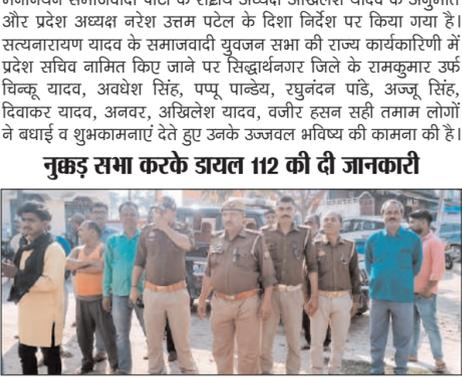 मनोनयन समाजवादी पार्टी के राष्ट्रीय अध्यक्ष अखिलेश यादव के अनुमति
और प्रदेश अध्यक्ष नरेश उत्तम पटेल के दिशा निर्देश पर किया गया है।
सत्यनारायण यादव के समाजवादी युवजन सभा की राज्य कार्यकारिणी में
प्रदेश सचिव नामित किए जाने पर सिद्धार्थनगर जिले के रामकुमार उर्फ
चिन्कू यादव, अवधेश सिंह, पप्पू पान्डेय, रघुनंदन पांडे, अज्जू सिंह,
दिवाकर यादव, अनवर, अखिलेश यादव, वजीर हसन सही तमाम लोगों
ने बधाई व शुभकामनाएं देते हुए उनके उज्जवल भविष्य की कामना की है।
नुक्कड़ सभा करके डायल 112 की दी जानकारी